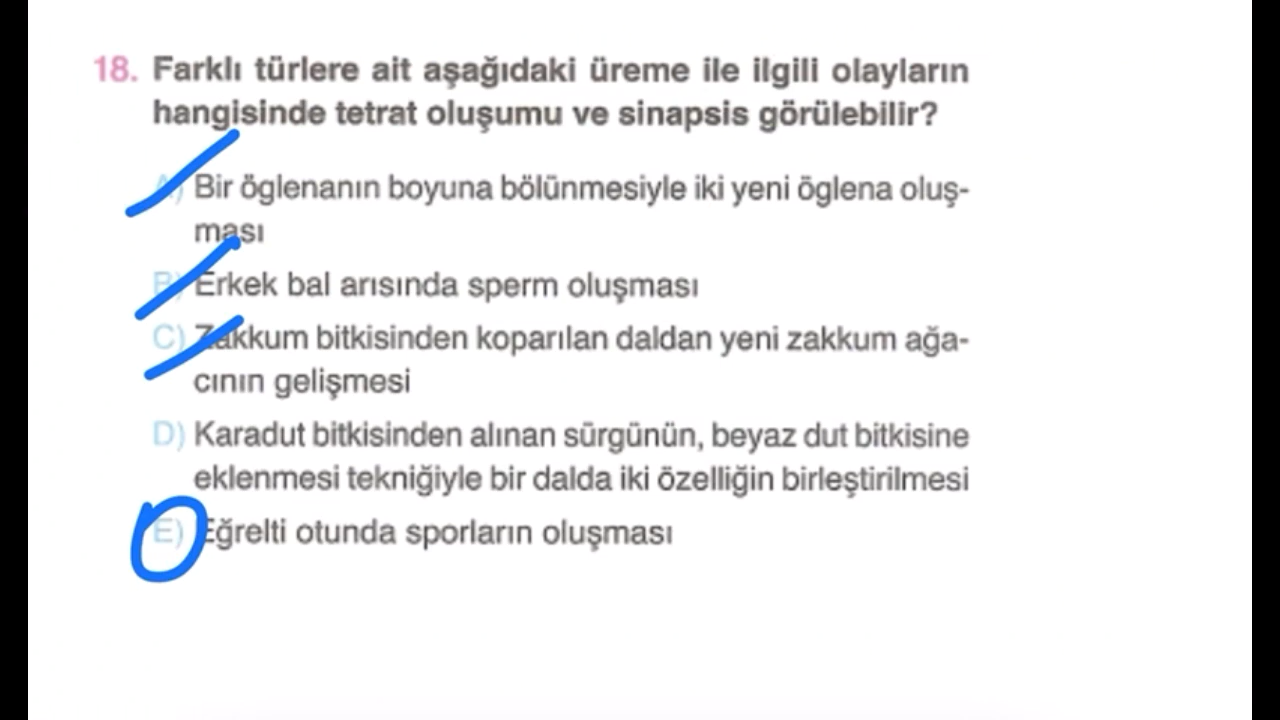 18. Farklı türlere ait aşağıdaki üreme ile ilgili olayların
hangisinde tetrat oluşumu ve sinapsis görülebilir?
A) Bir öglenanın boyuna bölünmesiyle iki yeni öglena oluş-
ması
B) Erkek bal arısında sperm oluşması
C) Zakkum bitkisinden koparılan daldan yeni zakkum ağa-
cının gelişmesi
D) Karadut bitkisinden alınan sürgünün, beyaz dut bitkisine
eklenmesi tekniğiyle bir dalda iki özelliğin birleştirilmesi
E) Eğrelti otunda sporların oluşması